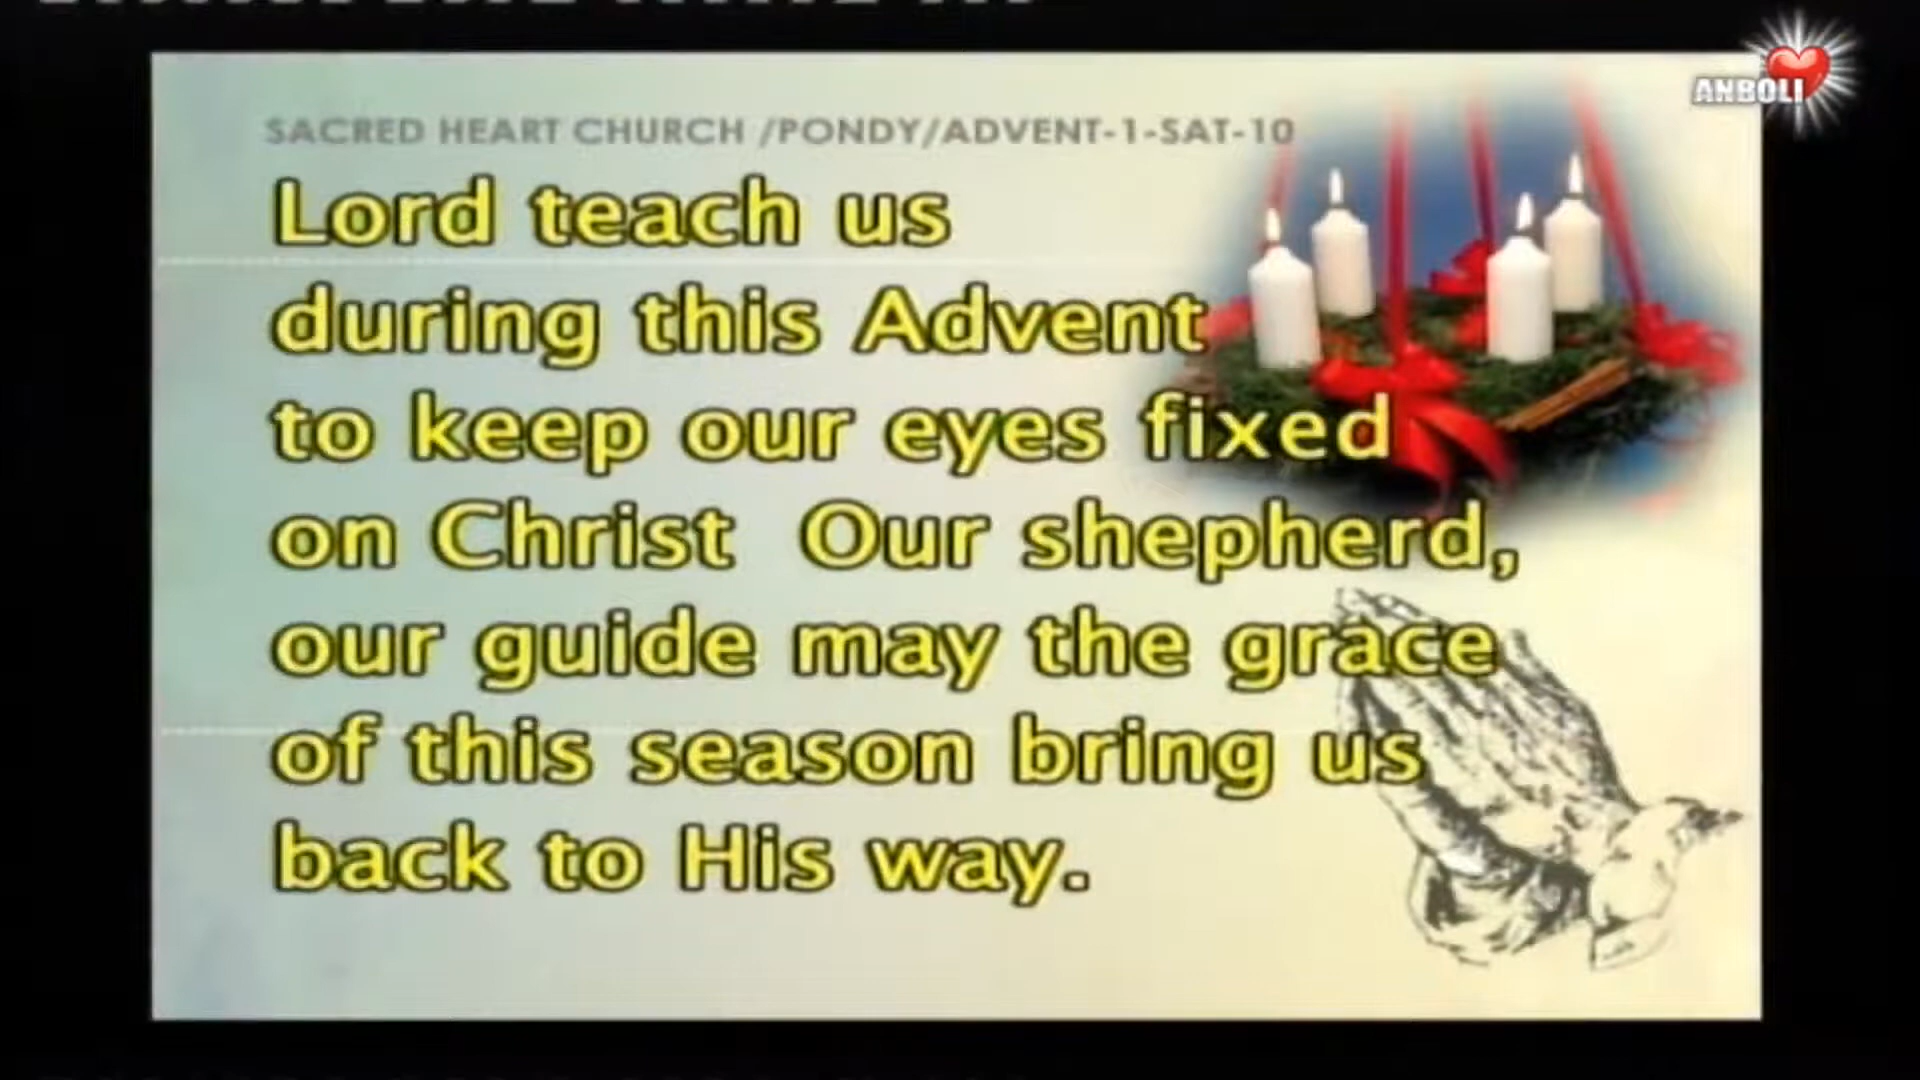 ANBOLI
SACRED HEART CHURCH /PONDY/ADVENT-1-SAT-10
Lord teach us
during this Advent
to keep our eyes fixed
on Christ  Our shepherd,
our guide may the grace
of this season bring us
back to His way.